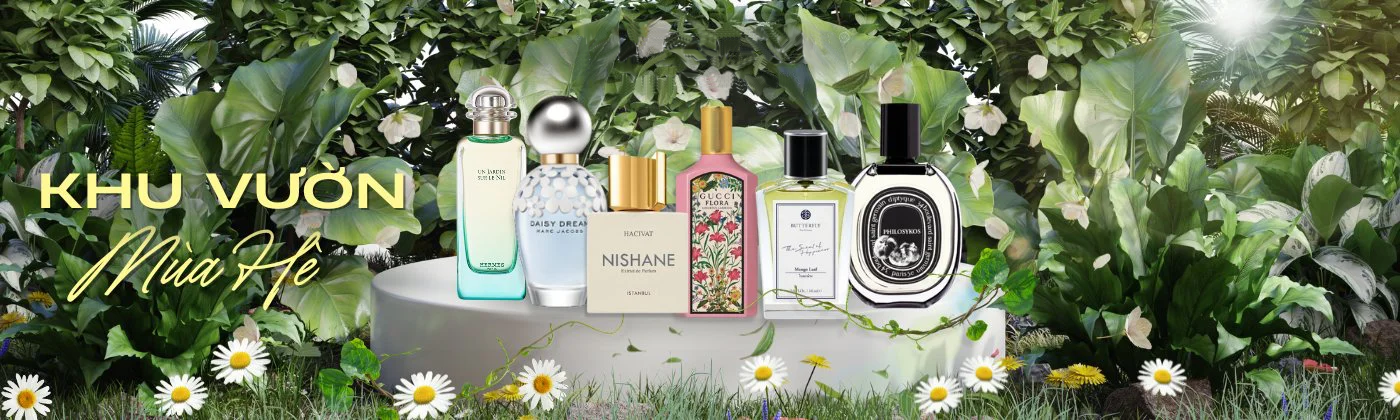 KHU VƯỜN
Mùa Hè
UN JARDIN
SUR LE NIL
HERMÈS
DAISY DREAM
MARC JACOBS
HACIVAT
NISHANE
Extrait de Parfum
ISTANBUL
GUCCI
FLORA
BUTTERFLY
The Scent of
Happiness
Mango Leaf
PHILOSYKOS